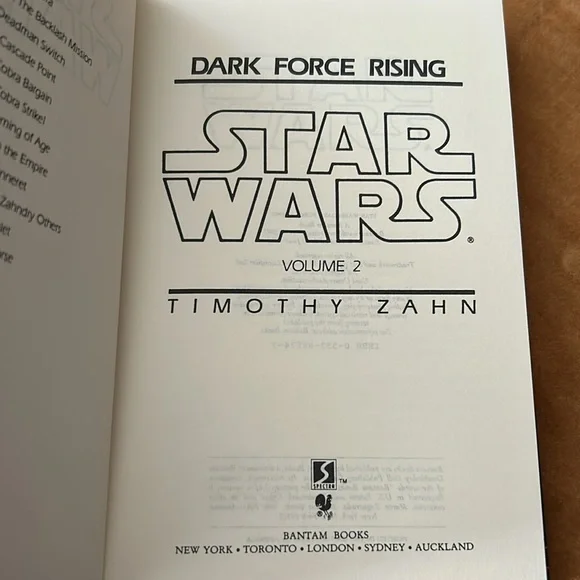 The Backlash Mission
Deadman Switch
Cascade Point
Cobra Bargain
Cobra Strike!
Coming of Age
the Empire
Zahndry Others
DARK FORCE RISING
STAR
WARS®
VOLUME 2
TIMOTHY ZAHN
S
SPECTRA™
BANTAM BOOKS
NEW YORK • TORONTO • LONDON • SYDNEY • AUCKLAND